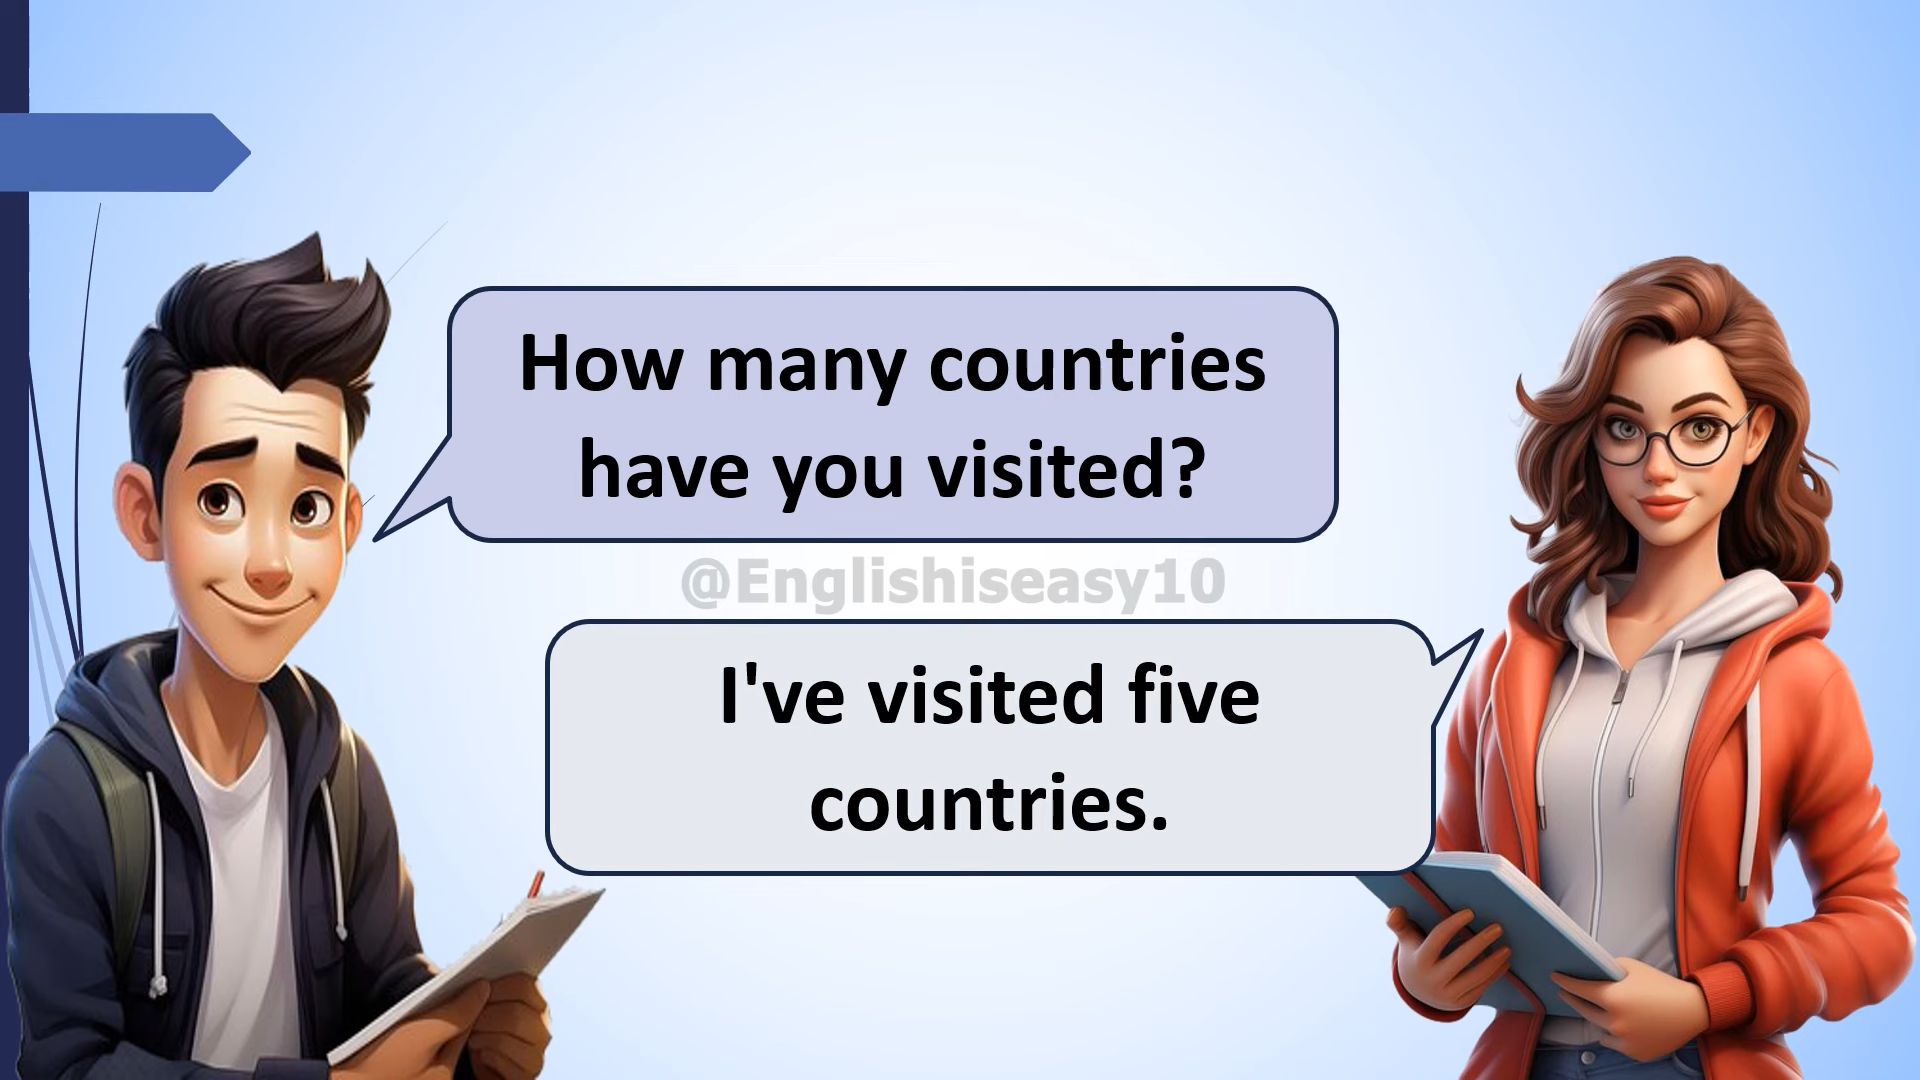 How many countries
have you visited?
@Englishiseasy10
I've visited five
countries.